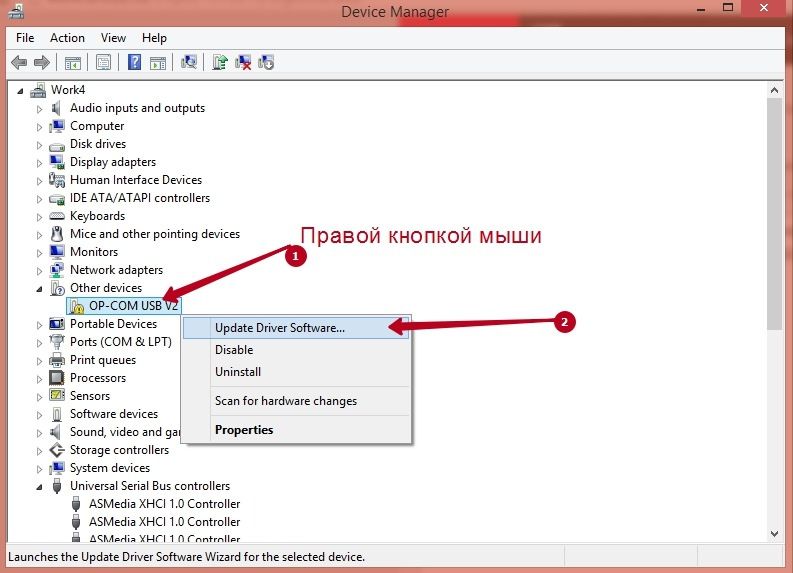 Device Manager
File Action View Help
Work4
Audio inputs and outputs
Computer
Disk drives
Display adapters
Human Interface Devices
IDE ATA/ATAPI controllers
Keyboards
Mice and other pointing devices
Правой кнопкой мыши
1
Monitors
Network adapters
Other devices
OP-COM USB V2
Portable Devices
Ports (COM & LPT)
Print queues
Processors
Sensors
Software devices
Sound, video and ga
Storage controllers
System devices
Universal Serial Bus controllers
ASMedia XHCI 1.0 Controller
ASMedia XHCI 1.0 Controller
ASMedia XHCI 1.0 Controller
Update Driver Software...
2
Disable
Uninstall
Scan for hardware changes
Properties
Launches the Update Driver Software Wizard for the selected device.